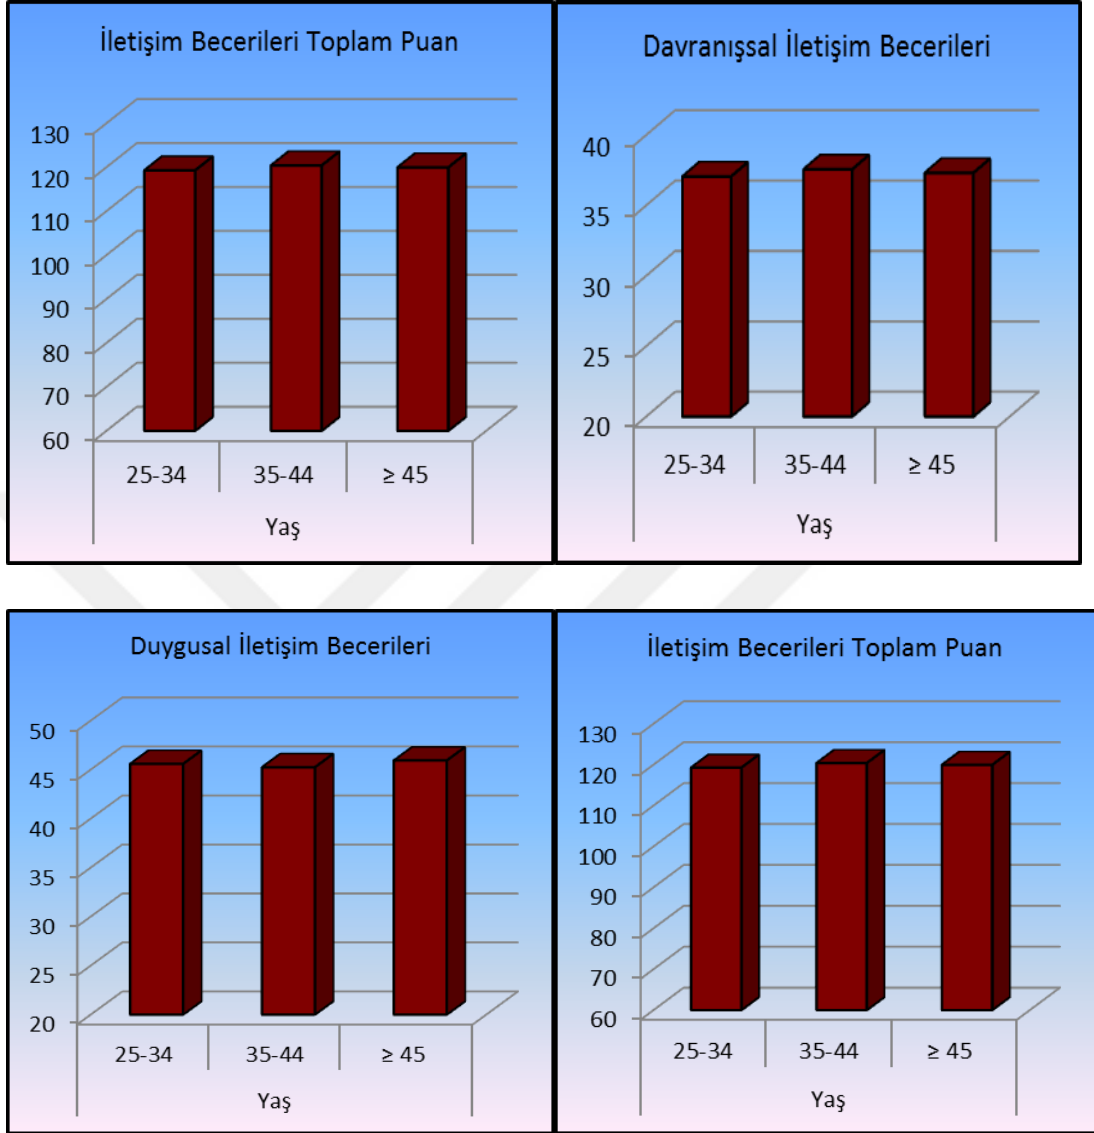 İletişim Becerileri Toplam Puan
130
120
110
100
90
80
70
60
25-34 35-44 ≥ 45
Yaş
Davranışsal İletişim Becerileri
40
35
30
25
20
25-34 35-44 ≥ 45
Yaş
Duygusal İletişim Becerileri
50
45
40
35
30
25
20
25-34 35-44 ≥ 45
Yaş
İletişim Becerileri Toplam Puan
130
120
110
100
90
80
70
60
25-34 35-44 ≥ 45
Yaş